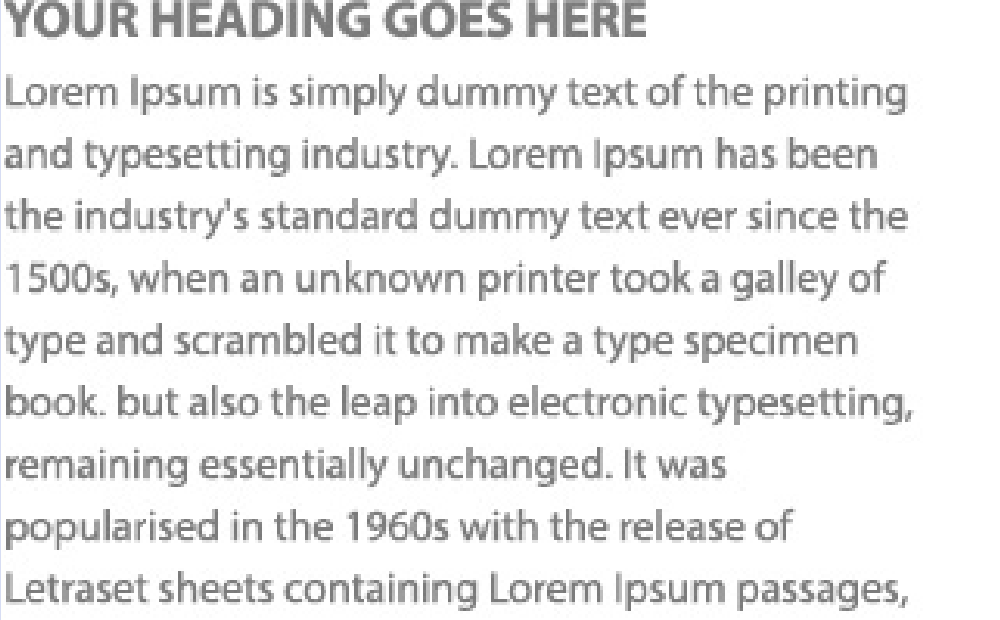 YOUR HEADING GOES HERE
Lorem Ipsum is simply dummy text of the printing
and typesetting industry. Lorem Ipsum has been
the industry's standard dummy text ever since the
1500s, when an unknown printer took a galley of
type and scrambled it to make a type specimen
book. but also the leap into electronic typesetting,
remaining essentially unchanged. It was
popularised in the 1960s with the release of
Letraset sheets containing Lorem Ipsum passages,